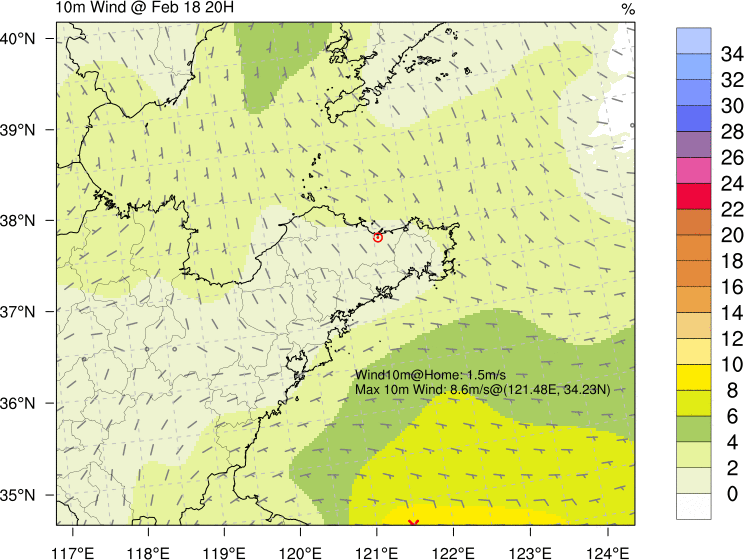 10m Wind @ Feb 18 20H
%
40°N
39°N
38°N
37°N
36°N
35°N
Wind10m@Home: 1.5m/s
Max 10m Wind: 8.6m/s@(121.48E, 34.23N)
117°E
118°E
119°E
120°E
121°E
122°E
123°E
124°E
34
32
30
28
26
24
22
20
18
16
14
12
10
8
6
4
2
0